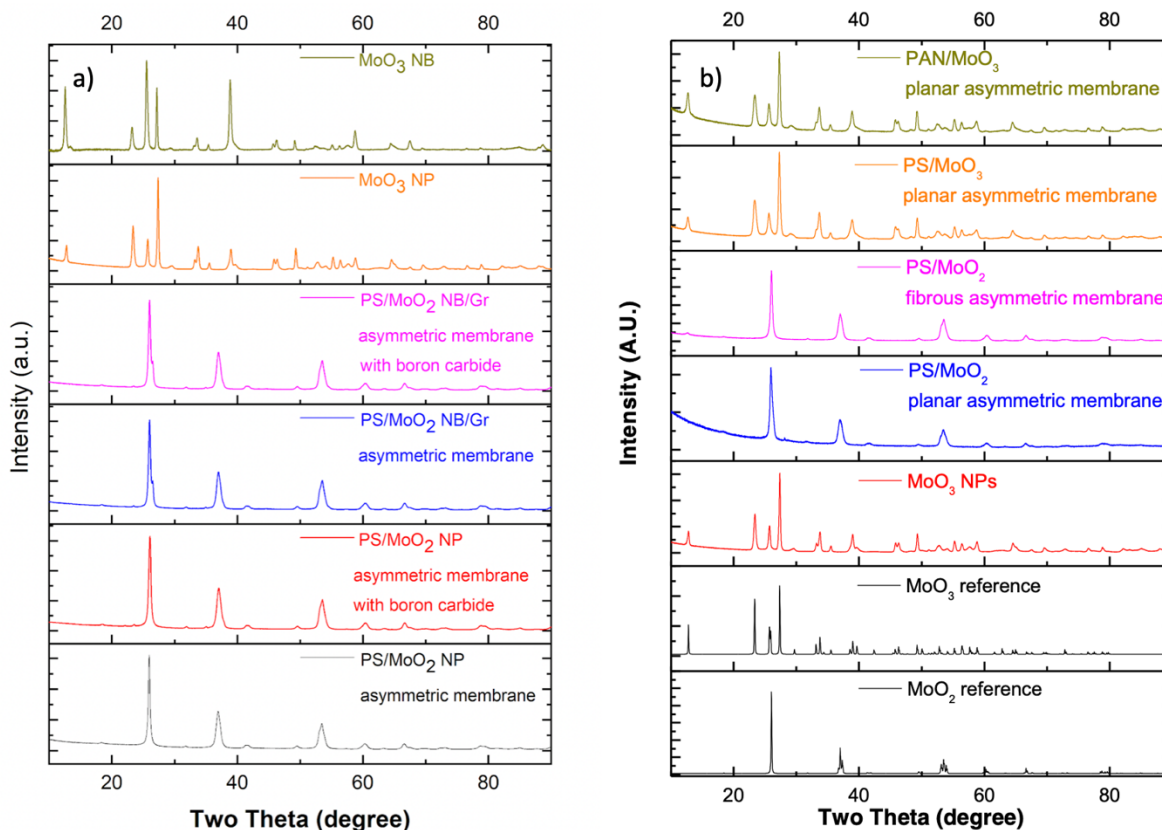 20 40 60 80
a)
MoO₃ NB
MoO₃ NP
PS/MoO₂ NB/Gr
asymmetric membrane
with boron carbide
PS/MoO₂ NB/Gr
asymmetric membrane
PS/MoO₂ NP
asymmetric membrane
with boron carbide
PS/MoO₂ NP
asymmetric membrane
Intensity (a.u.)
20 40 60 80
Two Theta (degree)
20 40 60 80
b)
PAN/MoO₃
planar asymmetric membrane
PS/MoO₃
planar asymmetric membrane
PS/MoO₂
fibrous asymmetric membrane
PS/MoO₂
planar asymmetric membrane
MoO₃ NPs
MoO₃ reference
MoO₂ reference
Intensity (A.U.)
20 40 60 80
Two Theta (degree)